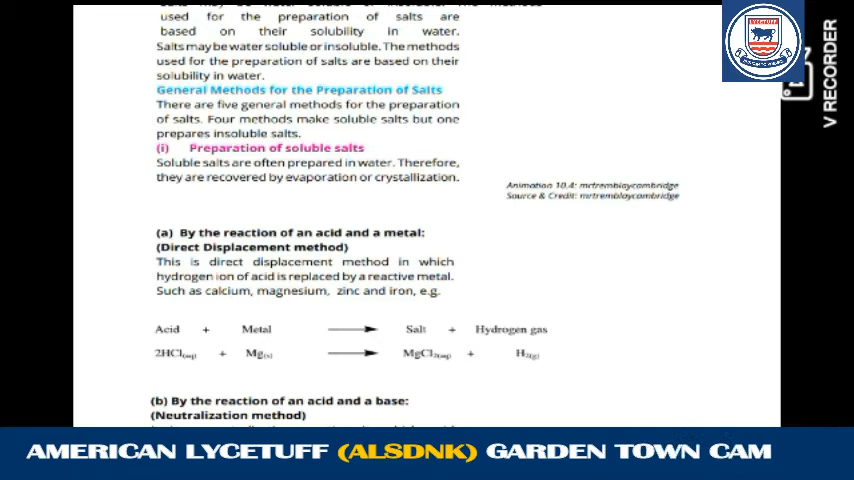 used for the preparation of salts are
based on their solubility in water.
Salts may be water soluble or insoluble. The methods
used for the preparation of salts are based on their
solubility in water.
General Methods for the Preparation of Salts
There are five general methods for the preparation
of salts. Four methods make soluble salts but one
prepares insoluble salts.
(i) Preparation of soluble salts
Soluble salts are often prepared in water. Therefore,
they are recovered by evaporation or crystallization.
Animation 10.4: mrtremblaycambridge
Source & Credit: mrtremblaycambridge
(a) By the reaction of an acid and a metal:
(Direct Displacement method)
This is direct displacement method in which
hydrogen ion of acid is replaced by a reactive metal.
Such as calcium, magnesium, zinc and iron, e.g.
Acid + Metal ⟶ Salt + Hydrogen gas
2HCl(aq) + Mg(s) ⟶ MgCl2(aq) + H2(g)
(b) By the reaction of an acid and a base:
(Neutralization method)
LYCETUFF
V RECORDER
AMERICAN LYCETUFF (ALSDNK) GARDEN TOWN CAM